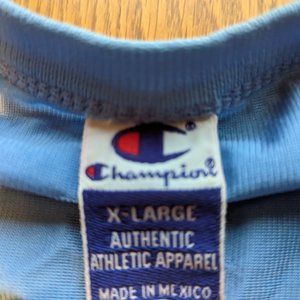 Champion
X-LARGE
AUTHENTIC
ATHLETIC APPAREL
MADE IN MEXICO